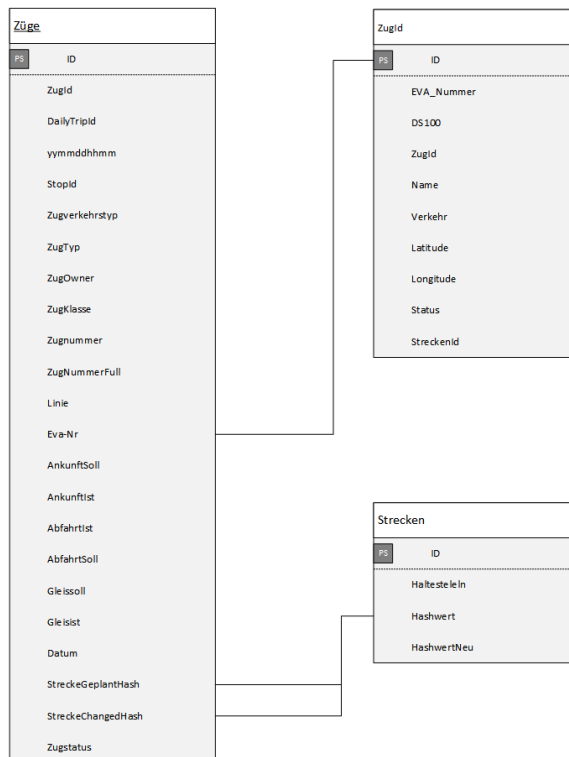 Züge
PS ID
ZugId
DailyTripId
yymmddhhmm
StopId
Zugverkehrstyp
ZugTyp
ZugOwner
ZugKlasse
Zugnummer
ZugNummerFull
Linie
Eva-Nr
AnkunftSoll
AnkunftIst
AbfahrtIst
AbfahrtSoll
Gleissoll
Gleisist
Datum
StreckeGeplantHash
StreckeChangedHash
Zugstatus
ZugId
PS ID
EVA_Nummer
DS100
ZugId
Name
Verkehr
Latitude
Longitude
Status
StreckenId
Strecken
PS ID
Haltesteleln
Hashwert
HashwertNeu